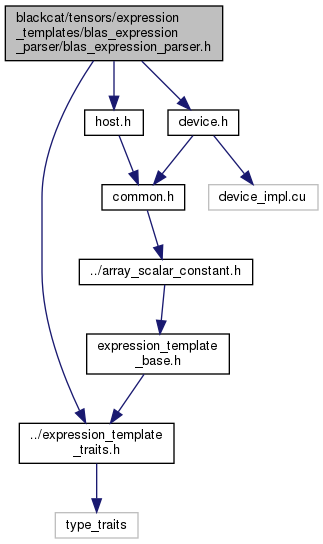 blackcat/tensors/expression
_templates/blas_expression
_parser/blas_expression_parser.h
host.h
device.h
common.h
device_impl.cu
../array_scalar_constant.h
expression_template
_base.h
../expression_template
_traits.h
type_traits